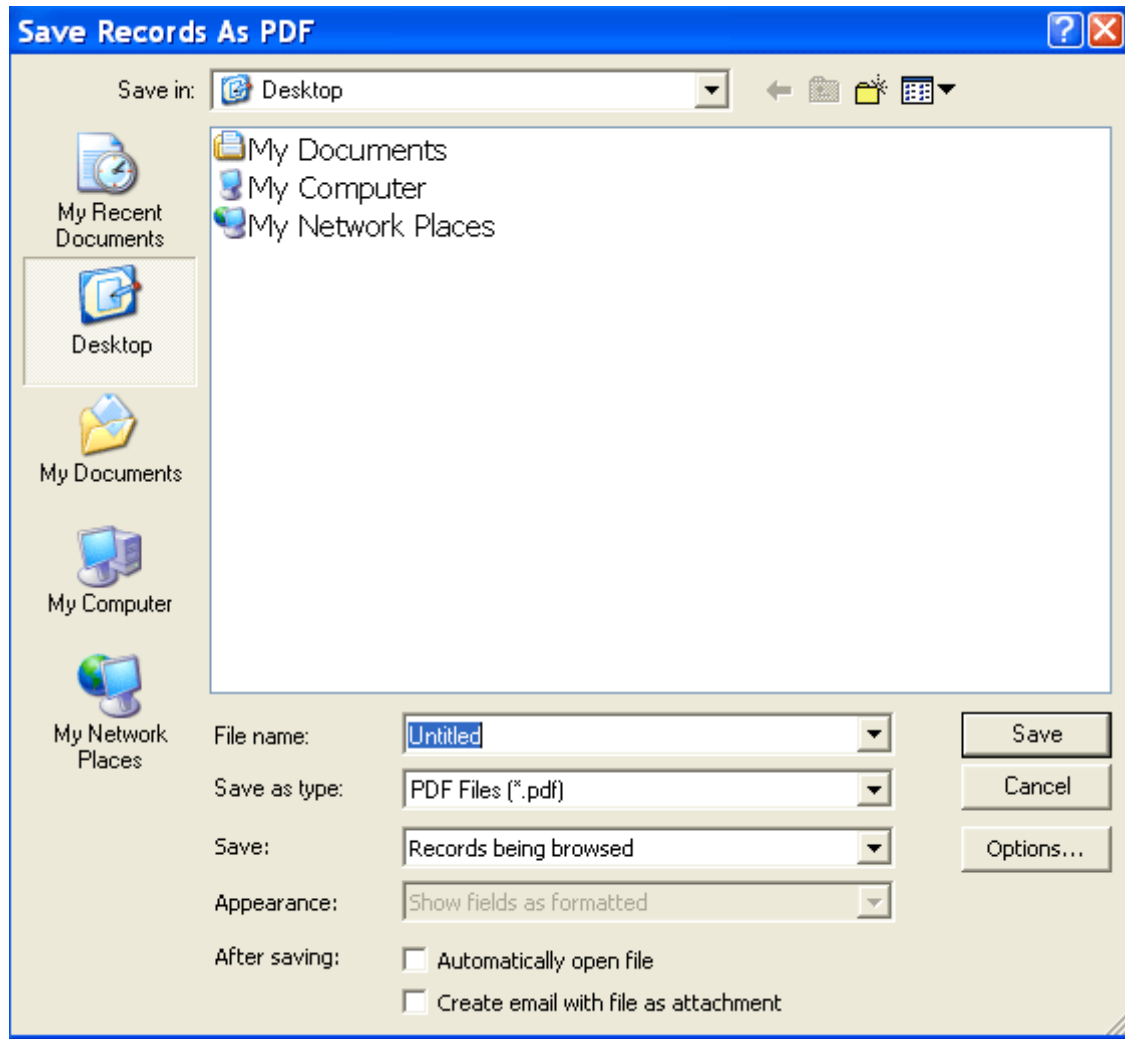 Save Records As PDF
Save in:
Desktop
My Recent
Documents
Desktop
My Documents
My Computer
My Network
Places
My Documents
My Computer
My Network Places
File name:
Untitled
Save
Save as type:
PDF Files (*.pdf)
Cancel
Save:
Records being browsed
Options...
Appearance:
Show fields as formatted
After saving:
Automatically open file
Create email with file as attachment